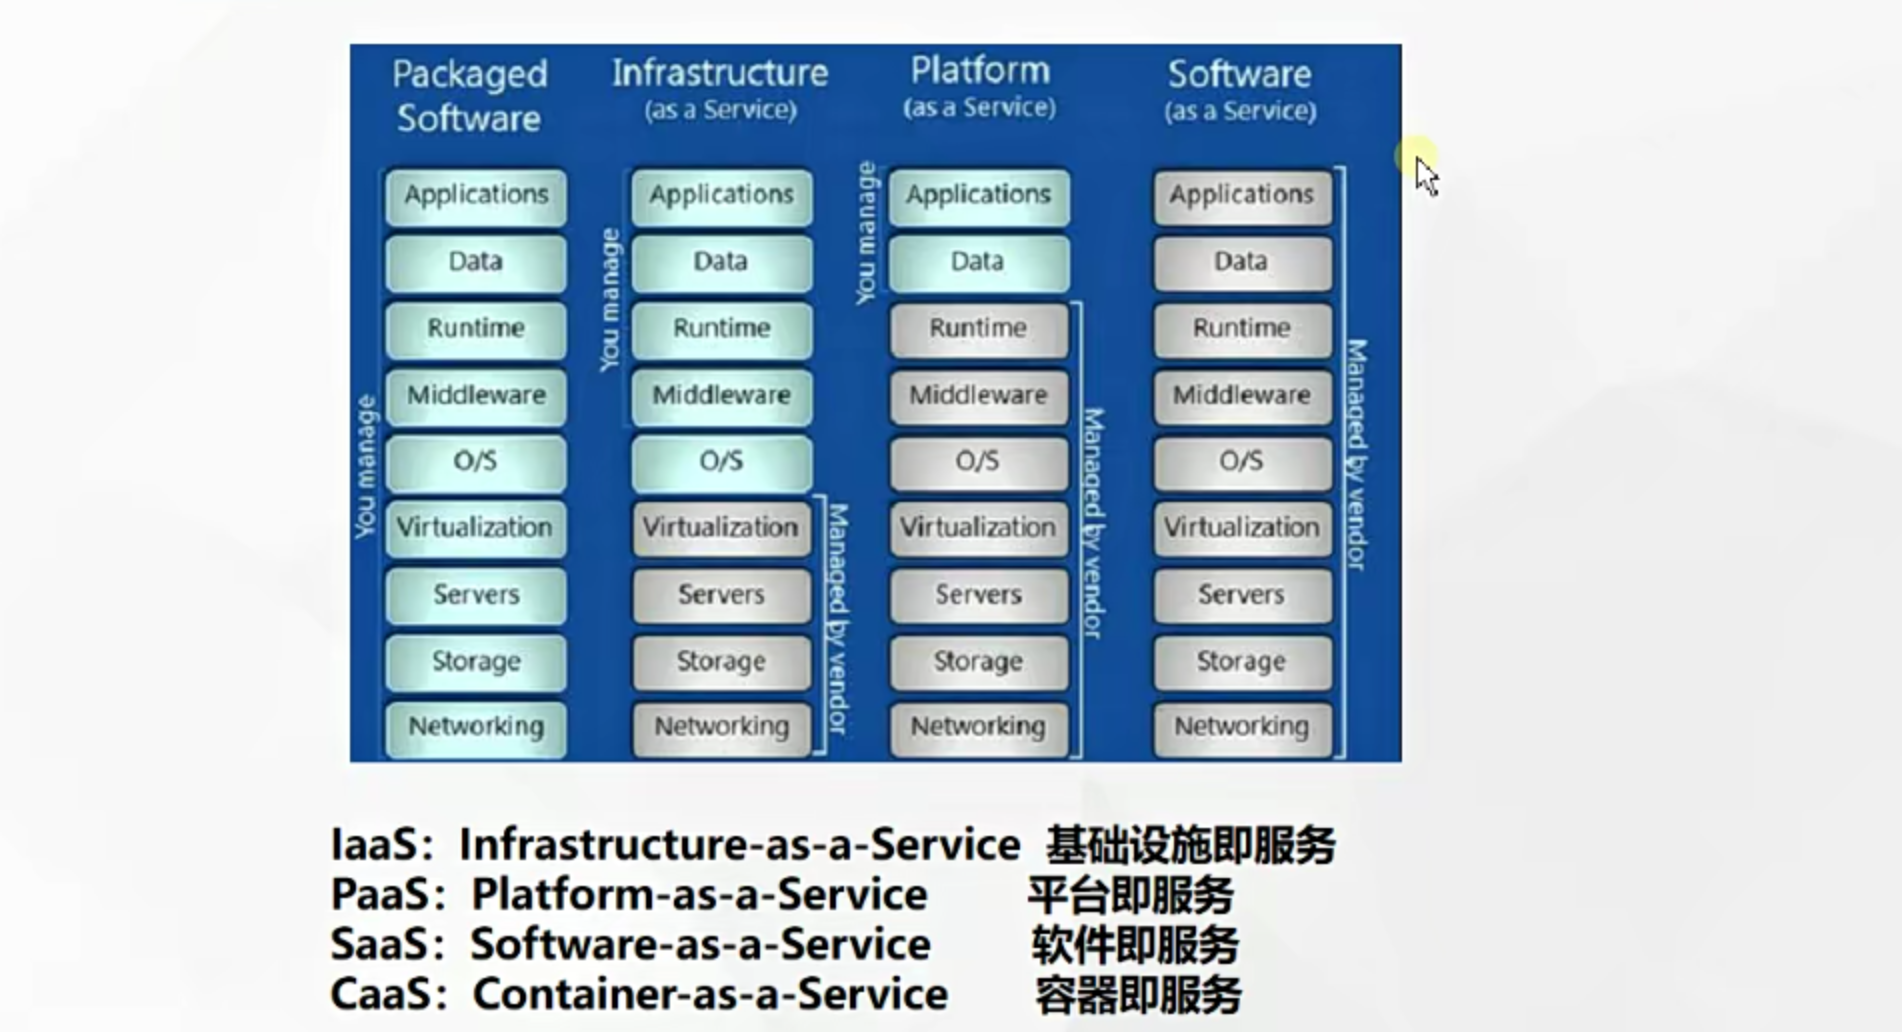 Packaged
Software
Infrastructure
(as a Service)
Platform
(as a Service)
Software
(as a Service)
You manage
Applications
Data
Runtime
Middleware
O/S
Virtualization
Servers
Storage
Networking
You manage
Applications
Data
Runtime
Middleware
O/S
Virtualization
Servers
Storage
Networking
Managed by vendor
You manage
Applications
Data
Runtime
Middleware
O/S
Virtualization
Servers
Storage
Networking
Managed by vendor
Applications
Data
Runtime
Middleware
O/S
Virtualization
Servers
Storage
Networking
Managed by vendor
IaaS：Infrastructure-as-a-Service 基础设施即服务
PaaS：Platform-as-a-Service 平台即服务
SaaS：Software-as-a-Service 软件即服务
CaaS：Container-as-a-Service 容器即服务